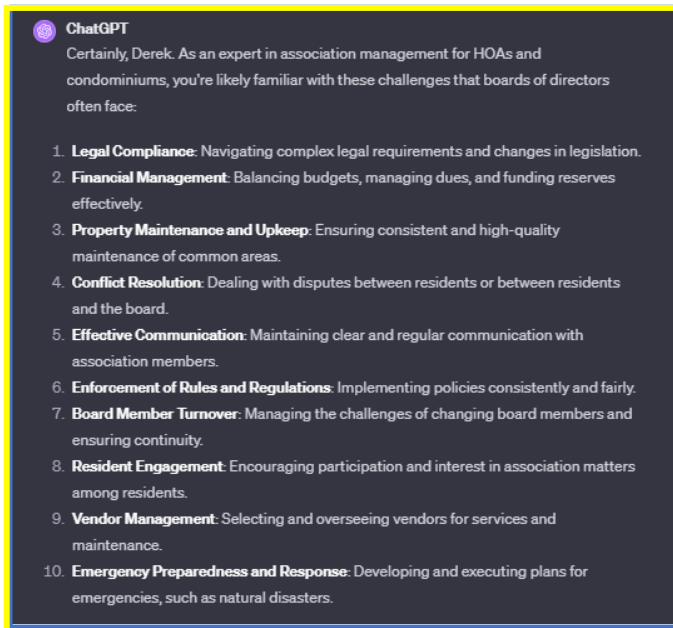 ChatGPT
Certainly, Derek. As an expert in association management for HOAs and
condominiums, you're likely familiar with these challenges that boards of directors
often face:
1. Legal Compliance: Navigating complex legal requirements and changes in legislation.
2. Financial Management: Balancing budgets, managing dues, and funding reserves
effectively.
3. Property Maintenance and Upkeep: Ensuring consistent and high-quality
maintenance of common areas.
4. Conflict Resolution: Dealing with disputes between residents or between residents
and the board.
5. Effective Communication: Maintaining clear and regular communication with
association members.
6. Enforcement of Rules and Regulations: Implementing policies consistently and fairly.
7. Board Member Turnover: Managing the challenges of changing board members and
ensuring continuity.
8. Resident Engagement: Encouraging participation and interest in association matters
among residents.
9. Vendor Management: Selecting and overseeing vendors for services and
maintenance.
10. Emergency Preparedness and Response: Developing and executing plans for
emergencies, such as natural disasters.